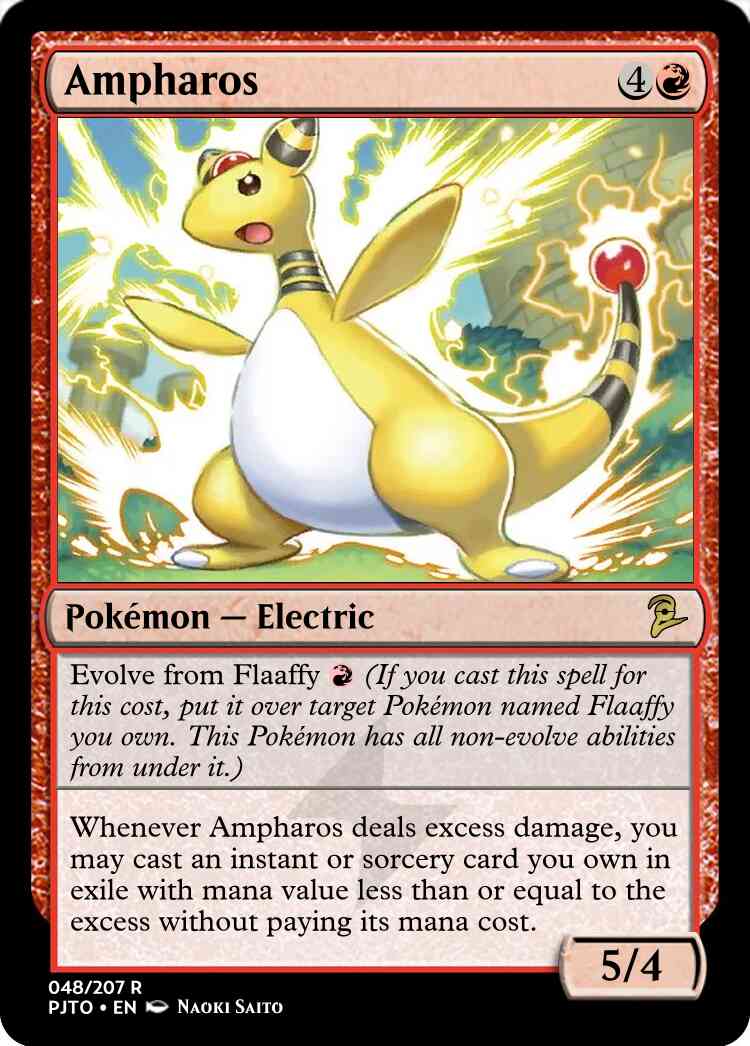 Ampharos 4
Pokémon — Electric
Evolve from Flaaffy (If you cast this spell for
this cost, put it over target Pokémon named Flaaffy
you own. This Pokémon has all non-evolve abilities
from under it.)
Whenever Ampharos deals excess damage, you
may cast an instant or sorcery card you own in
exile with mana value less than or equal to the
excess without paying its mana cost.
5/4
048/207 R
PJTO • EN Naoki Saito